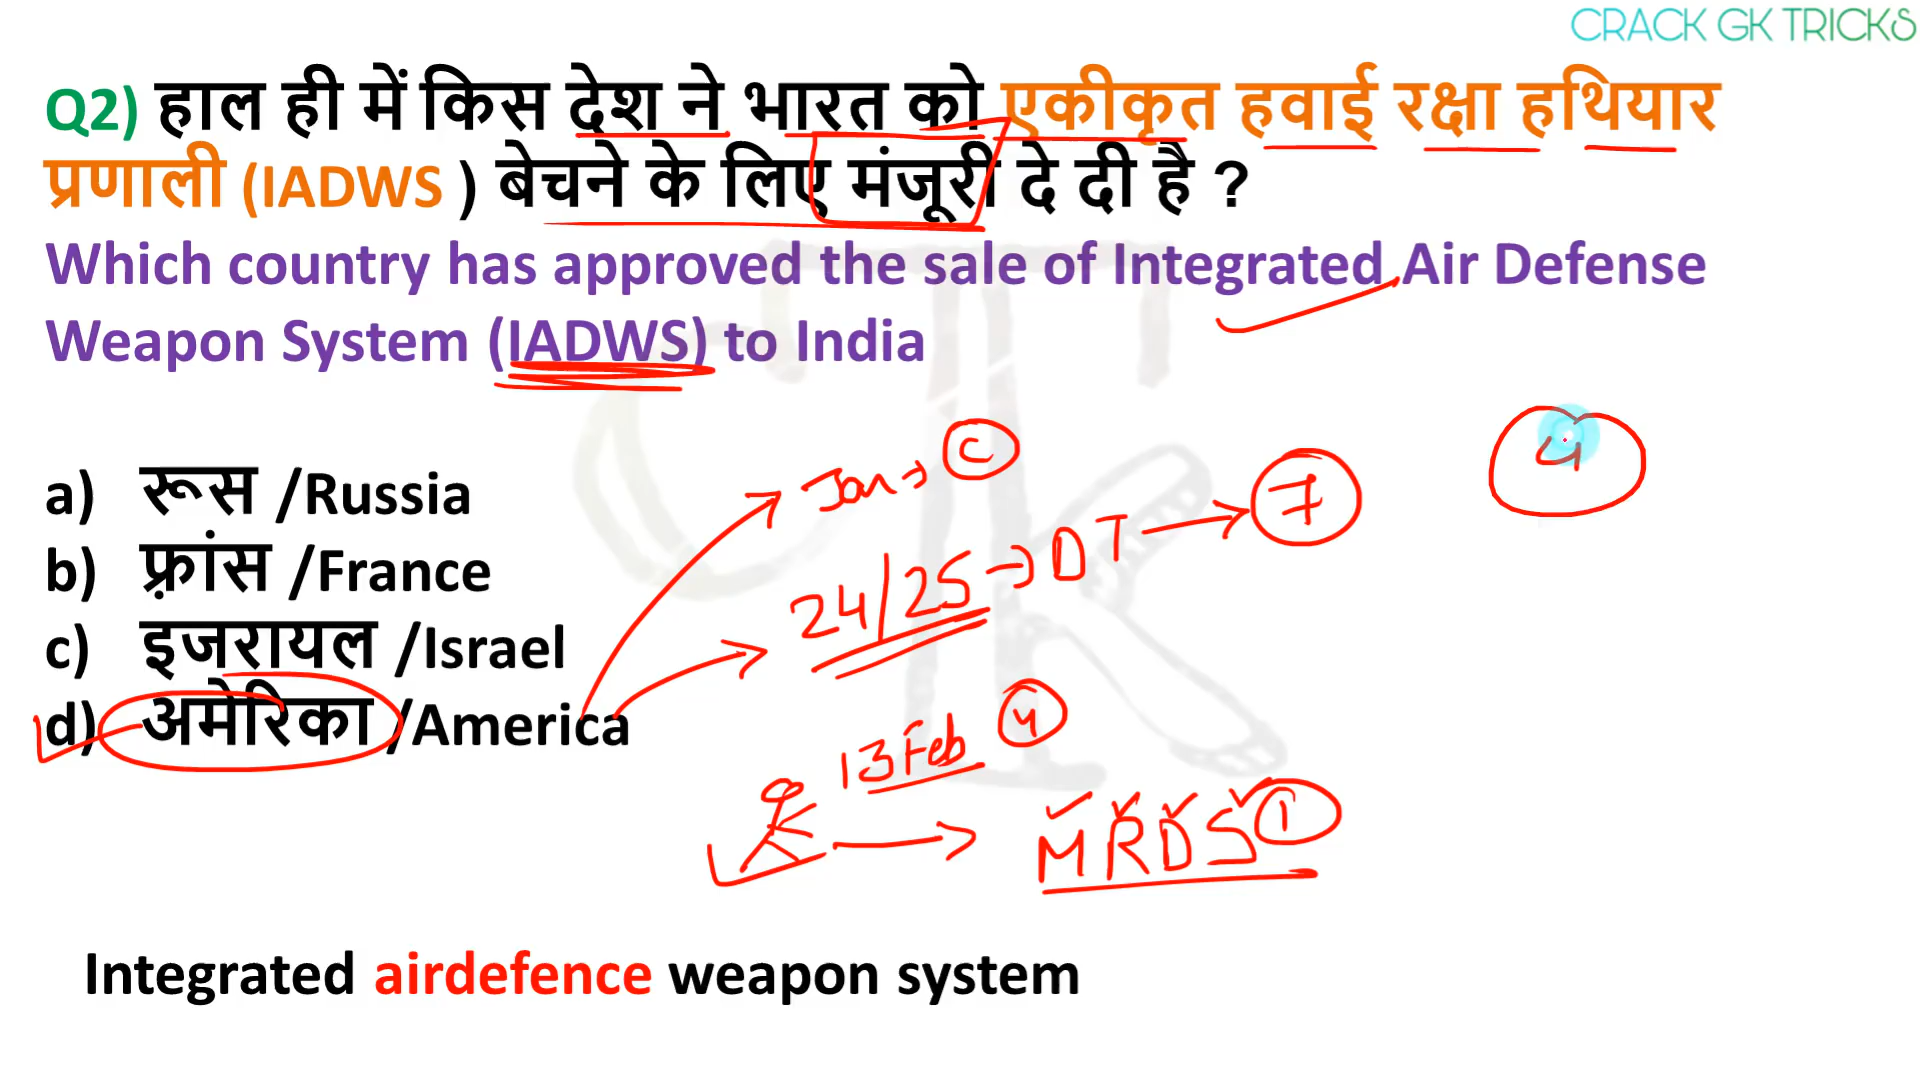 CRACK GK TRICKS
Q2) हाल ही में किस देश ने भारत को एकीकृत हवाई रक्षा हथियार
प्रणाली (IADWS ) बेचने के लिए मंजूरी दे दी है ?
Which country has approved the sale of Integrated Air Defense
Weapon System (IADWS) to India
a) रूस /Russia
b) फ़्रांस /France
c) इजरायल /Israel
d) अमेरिका /America
Jan → C
24/25 → DT → 7
4
13 Feb 4
MRDS 1
Integrated airdefence weapon system